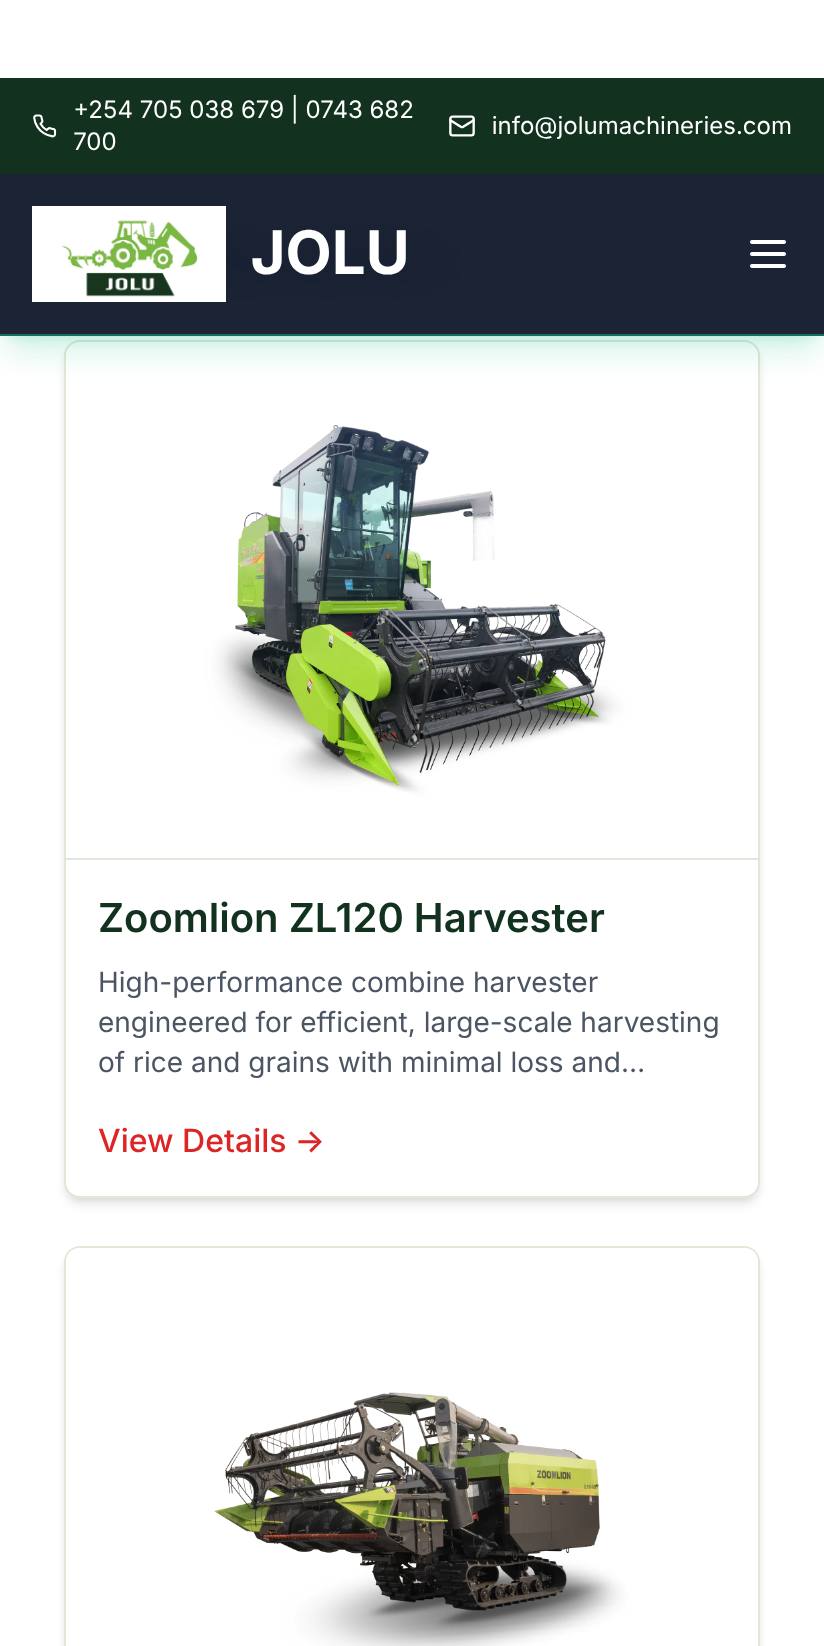 +254 705 038 679 | 0743 682
700
info@jolumachineries.com
JOLU
JOLU
Zoomlion ZL120 Harvester
High-performance combine harvester
engineered for efficient, large-scale harvesting
of rice and grains with minimal loss and...
View Details →
ZOOMLION